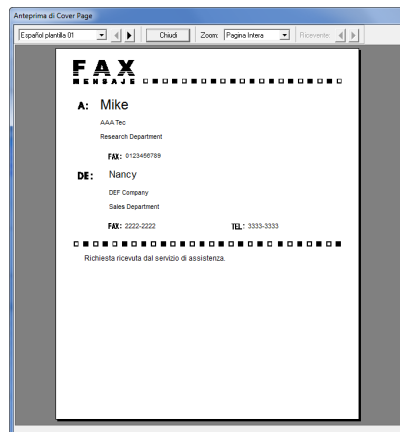 Anteprima di Cover Page
Español plantilla 01 Chiudi Zoom: Pagina Intera Ricevente:
FAX
MENSAJE
A: Mike
AAA Tec
Research Department
FAX: 0123456789
DE: Nancy
DEF Company
Sales Department
FAX: 2222-2222 TEL: 3333-3333
Richiesta ricevuta dal servizio di assistenza.